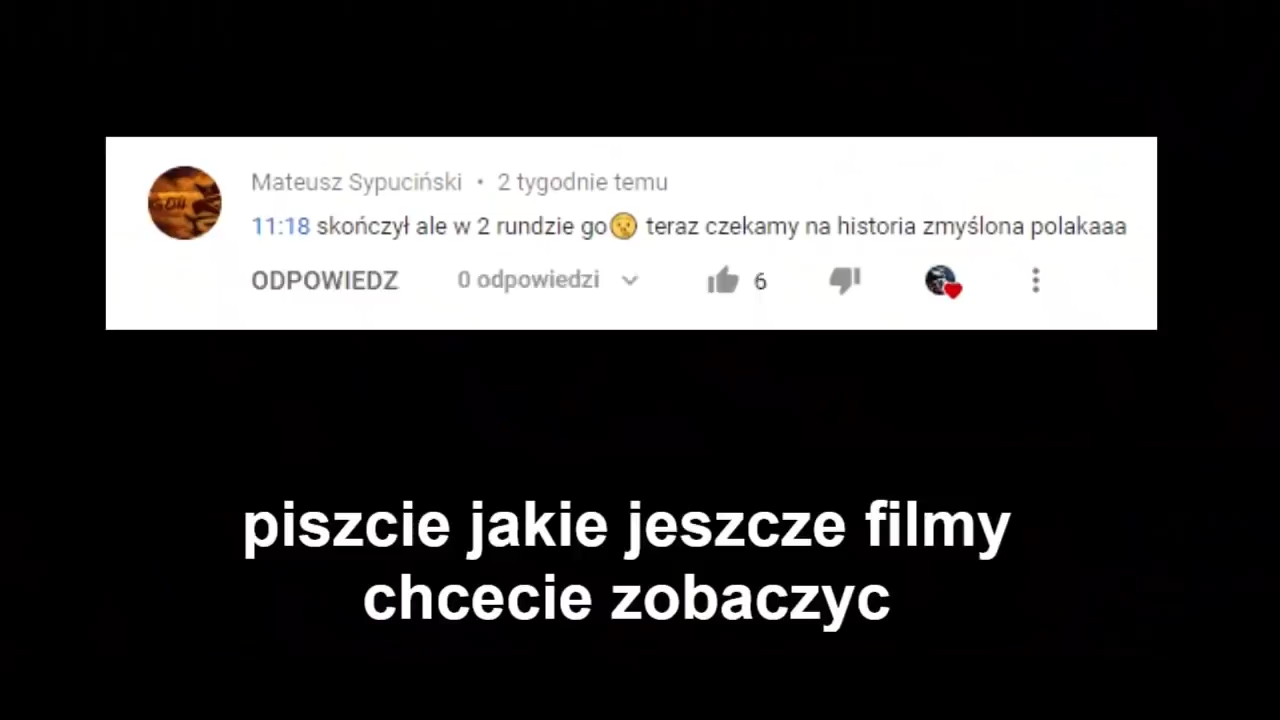 Mateusz Sypuciński • 2 tygodnie temu
11:18 skończył ale w 2 rundzie go🤫 teraz czekamy na historia zmyślona polakaaa
ODPOWIEDZ 0 odpowiedzi 6
piszcie jakie jeszcze filmy
chcecie zobaczyc